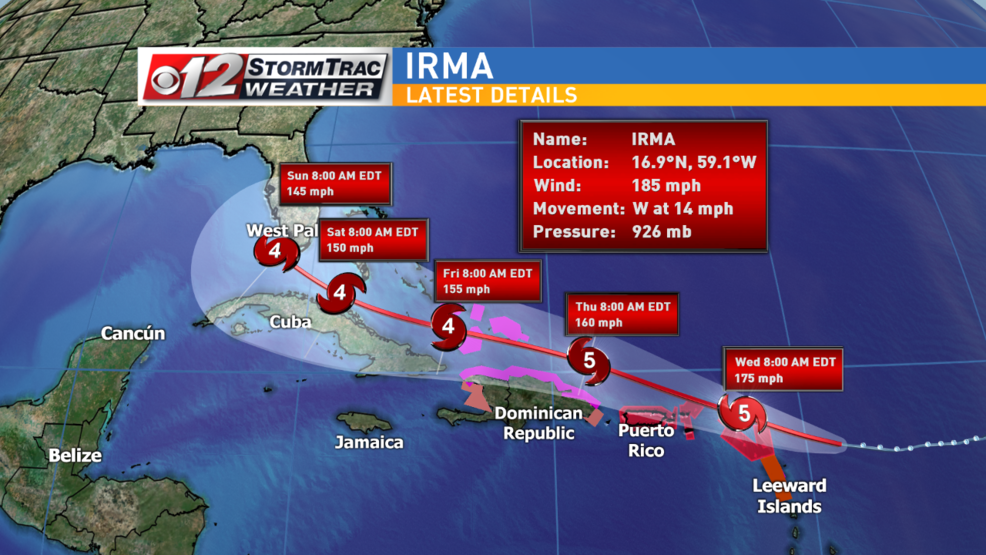 12 STORMTRAC
WEATHER
IRMA
LATEST DETAILS
Name: IRMA
Location: 16.9°N, 59.1°W
Wind: 185 mph
Movement: W at 14 mph
Pressure: 926 mb
Sun 8:00 AM EDT
145 mph
West Pal
Sat 8:00 AM EDT
150 mph
4
Fri 8:00 AM EDT
155 mph
4
4
Thu 8:00 AM EDT
160 mph
5
Wed 8:00 AM EDT
175 mph
5
Cancún
Cuba
Dominican
Republic
Puerto
Rico
Jamaica
Belize
Leeward
Islands